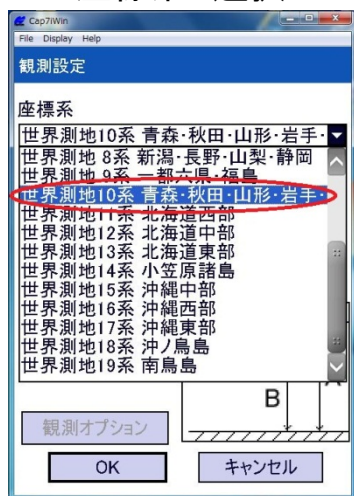 Cap7iWin
File Display Help
観測設定
座標系
世界測地10系 青森・秋田・山形・岩手・
世界測地 8系 新潟・長野・山梨・静岡
世界測地 9系 一都六県・福島
世界測地10系 青森・秋田・山形・岩手・
世界測地11系 北海道西部
世界測地12系 北海道中部
世界測地13系 北海道東部
世界測地14系 小笠原諸島
世界測地15系 沖縄中部
世界測地16系 沖縄西部
世界測地17系 沖縄東部
世界測地18系 沖ノ鳥島
世界測地19系 南鳥島
B
観測オプション
OK キャンセル